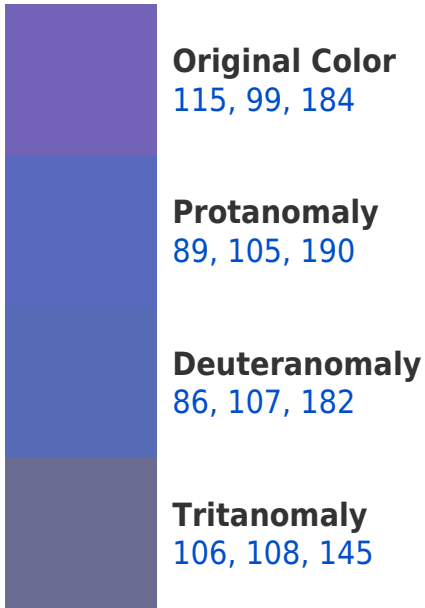 Original Color
115, 99, 184
Protanomaly
89, 105, 190
Deuteranomaly
86, 107, 182
Tritanomaly
106, 108, 145